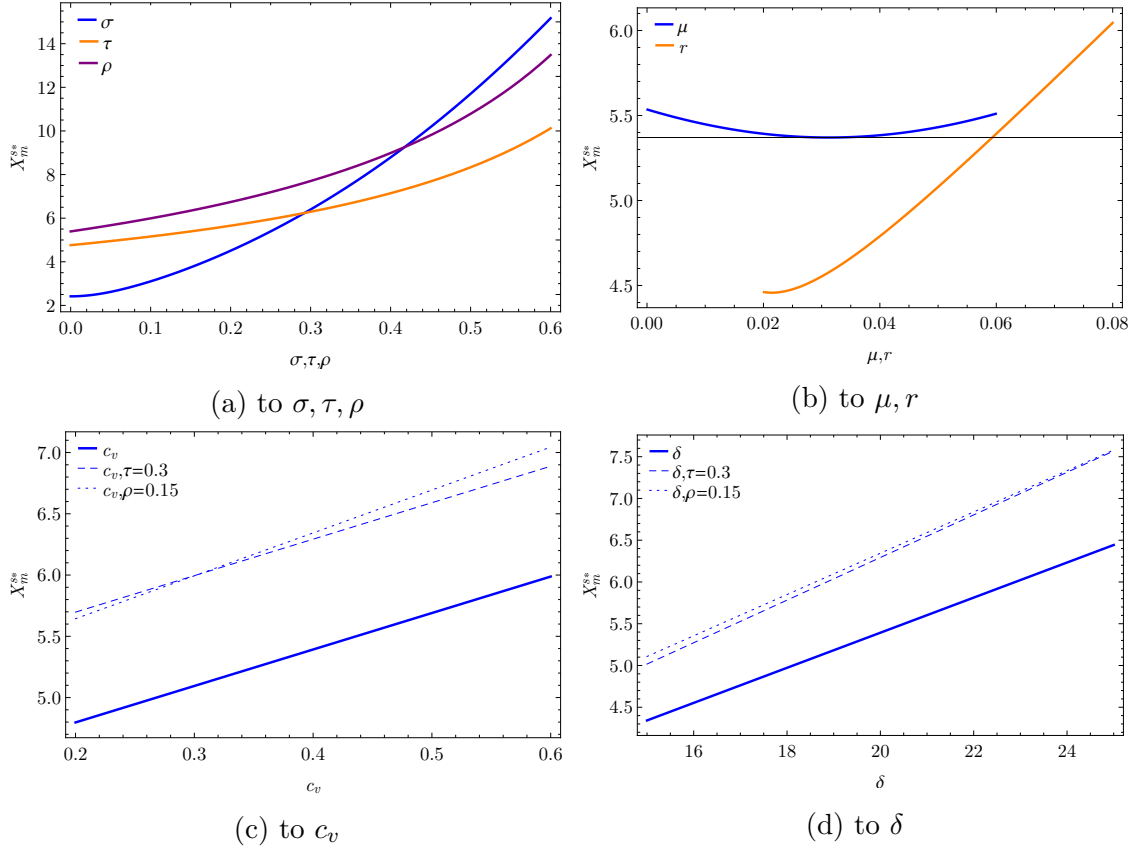 σ
τ
ρ
X_m^{s*}
14
12
10
8
6
4
2
0.0 0.1 0.2 0.3 0.4 0.5 0.6
σ,τ,ρ
(a) to σ, τ, ρ
μ
r
X_m^{s*}
6.0
5.5
5.0
4.5
0.00 0.02 0.04 0.06 0.08
μ,r
(b) to μ, r
c_v
c_v,τ=0.3
c_v,ρ=0.15
X_m^{s*}
7.0
6.5
6.0
5.5
5.0
0.2 0.3 0.4 0.5 0.6
c_v
(c) to c_v
δ
δ,τ=0.3
δ,ρ=0.15
X_m^{s*}
7.5
7.0
6.5
6.0
5.5
5.0
4.5
16 18 20 22 24
δ
(d) to δ